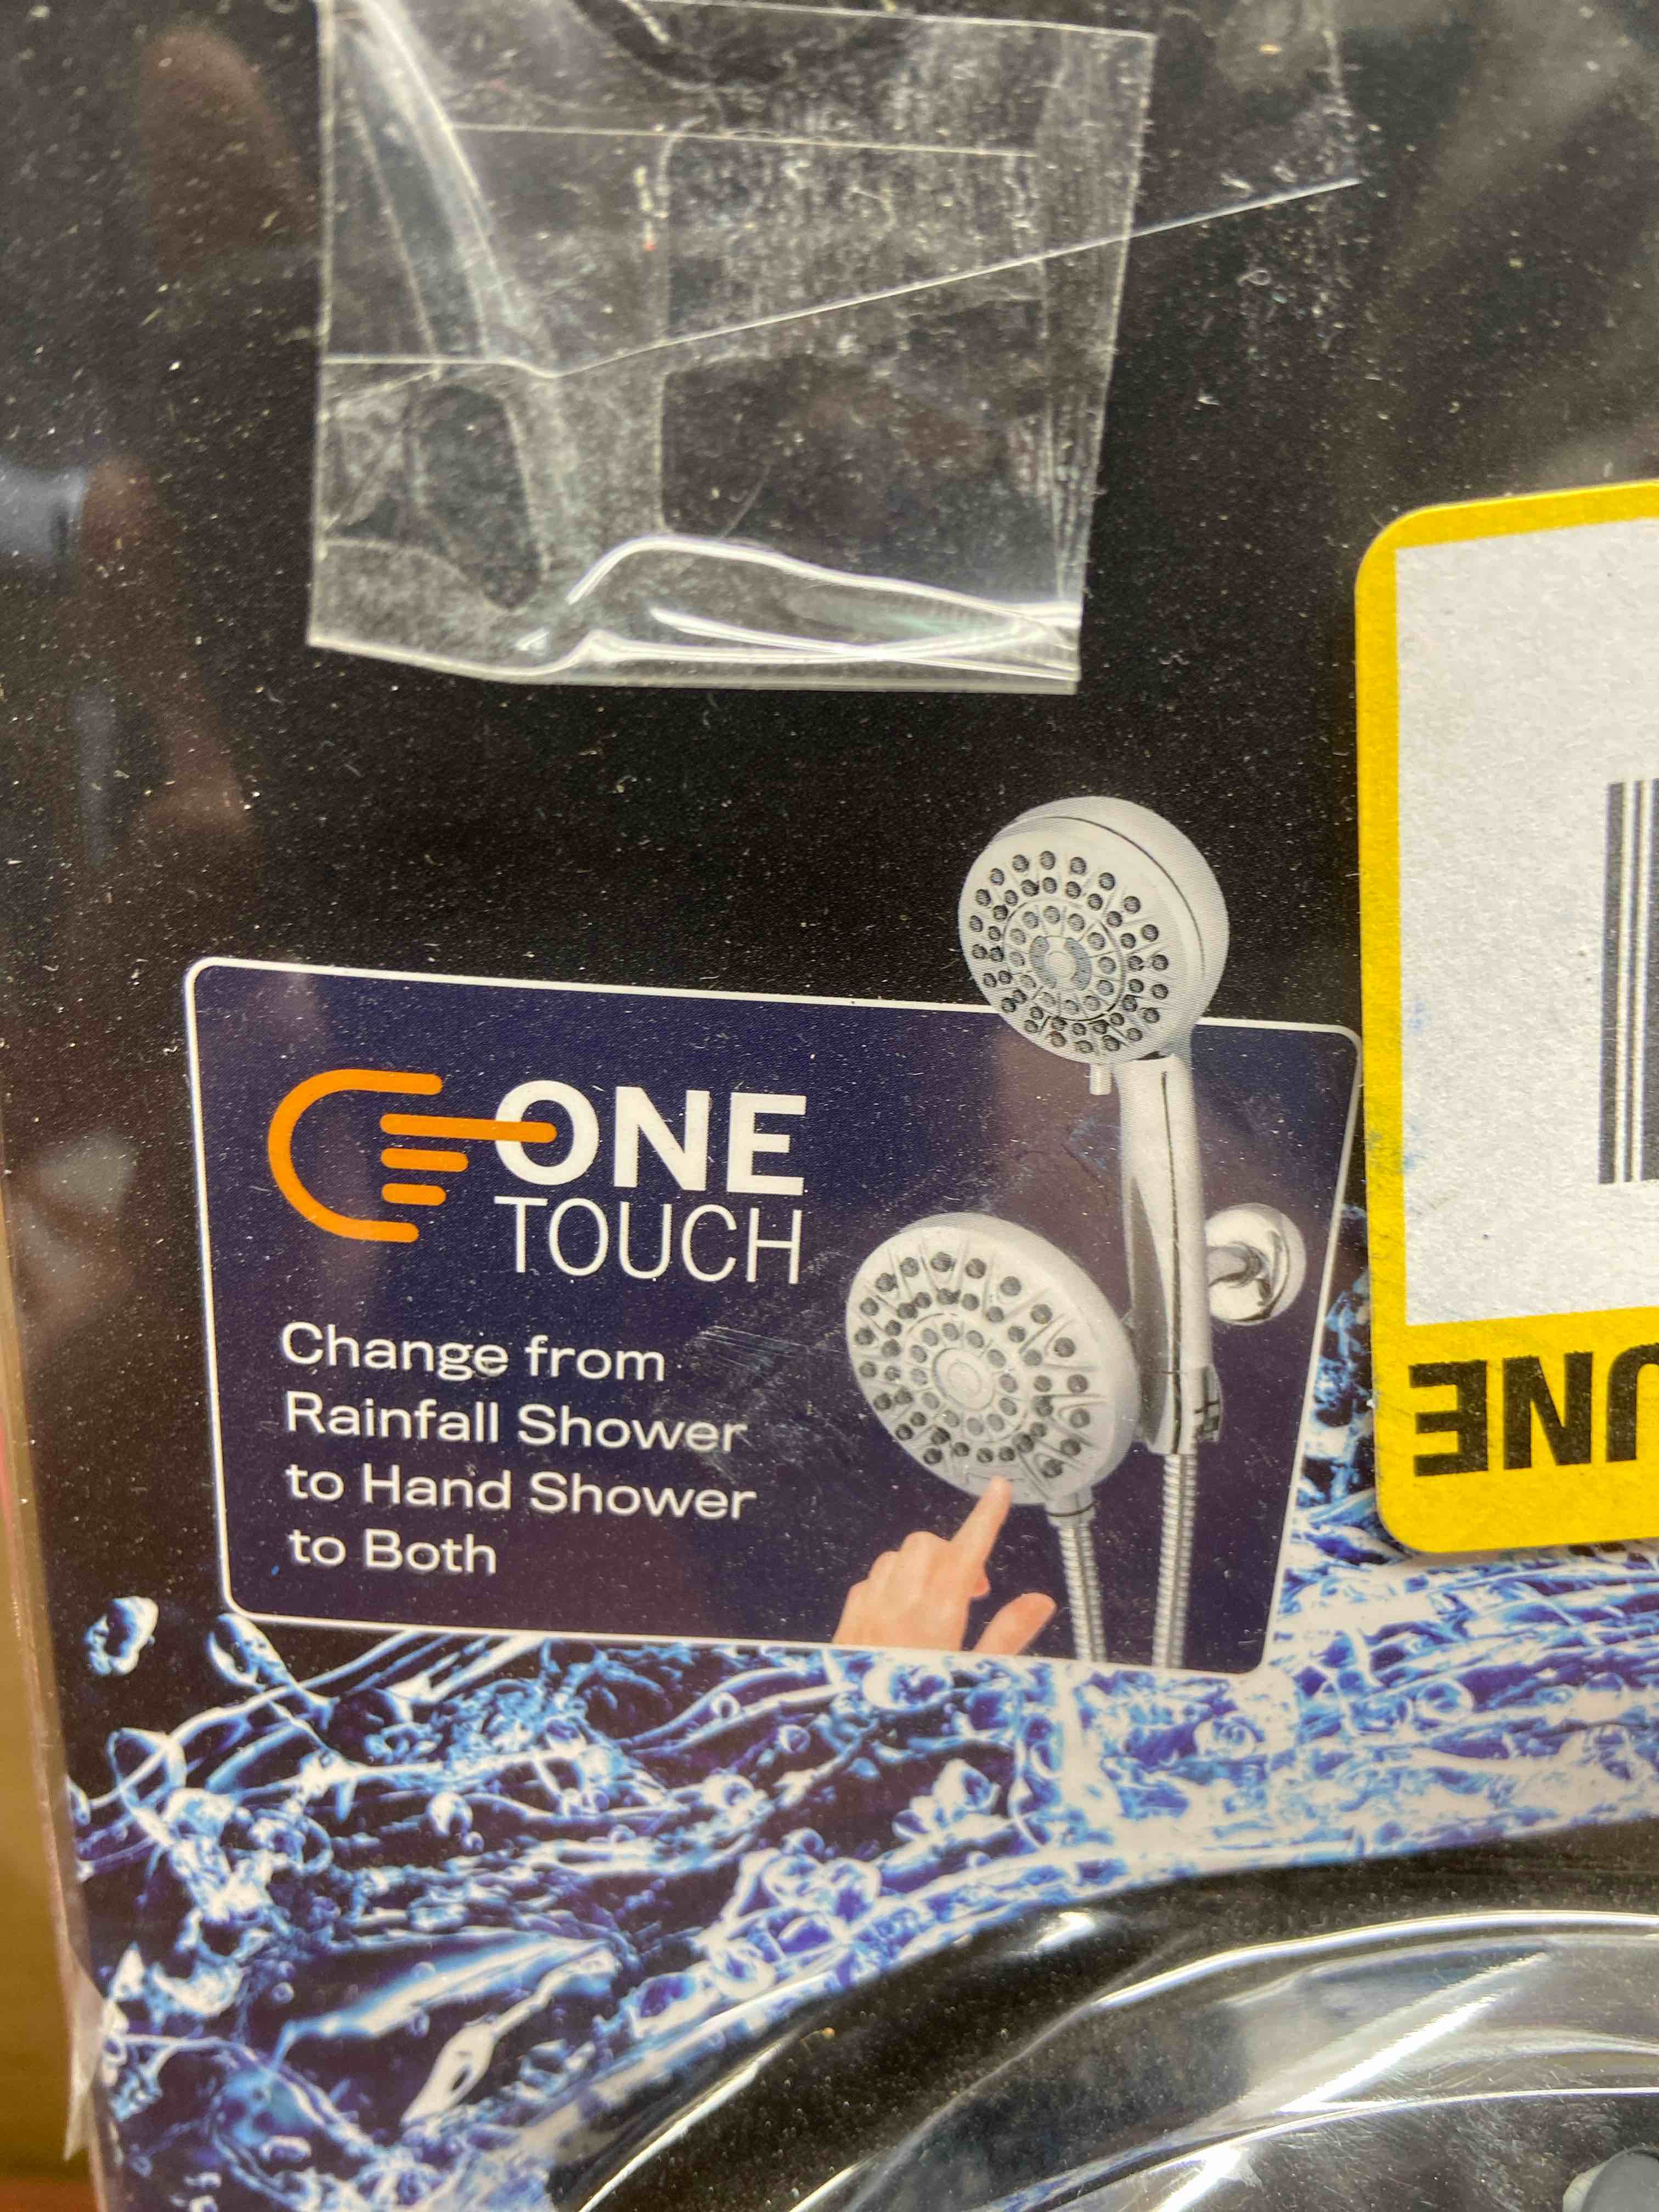 ONE
TOUCH
Change from
Rainfall Shower
to Hand Shower
to Both